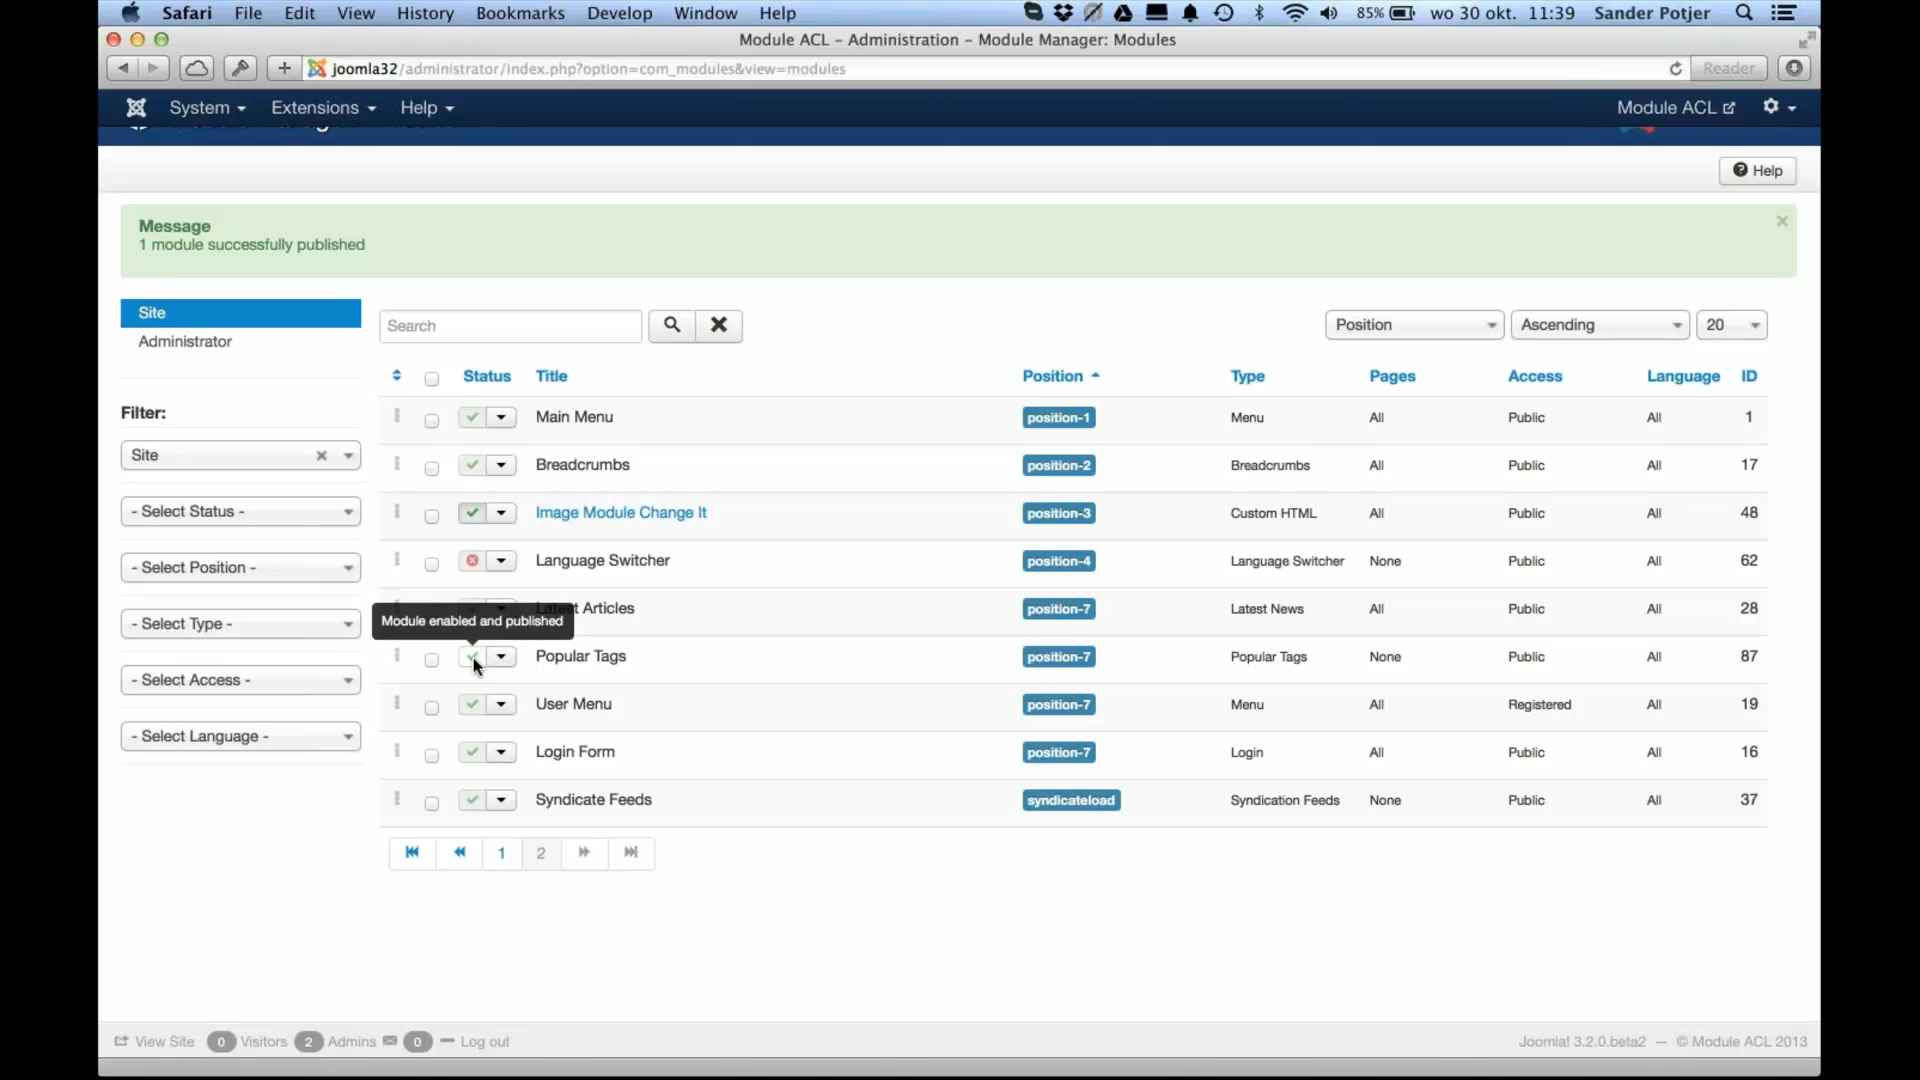 Safari File Edit View History Bookmarks Develop Window Help 85% wo 30 okt. 11:39 Sander Potjer
Module ACL – Administration – Module Manager: Modules
joomla32/administrator/index.php?option=com_modules&view=modules Reader
System Extensions Help Module ACL
Help
Message
1 module successfully published
Site
Administrator
Filter:
Site
- Select Status -
- Select Position -
- Select Type -
- Select Access -
- Select Language -
Search Position Ascending 20
Status Title Position Type Pages Access Language ID
Main Menu position-1 Menu All Public All 1
Breadcrumbs position-2 Breadcrumbs All Public All 17
Image Module Change It position-3 Custom HTML All Public All 48
Language Switcher position-4 Language Switcher None Public All 62
Latest Articles position-7 Latest News All Public All 28
Module enabled and published
Popular Tags position-7 Popular Tags None Public All 87
User Menu position-7 Menu All Registered All 19
Login Form position-7 Login All Public All 16
Syndicate Feeds syndicateload Syndication Feeds None Public All 37
1 2
View Site 0 Visitors 2 Admins 0 Log out Joomla! 3.2.0.beta2 — © Module ACL 2013